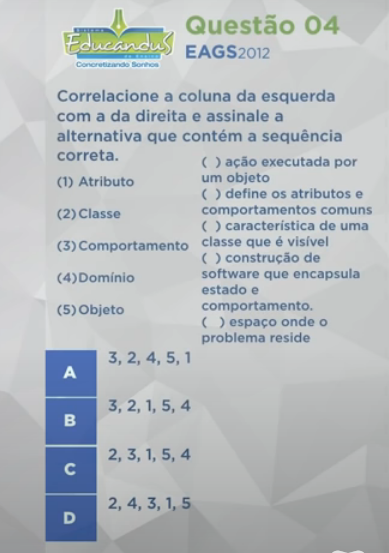 Sistema
Educandus
de Ensino
Concretizando Sonhos
Questão 04
EAGS2012
Correlacione a coluna da esquerda
com a da direita e assinale a
alternativa que contém a sequência
correta.
(1) Atributo
(2) Classe
(3) Comportamento
(4) Domínio
(5) Objeto
( ) ação executada por
um objeto
( ) define os atributos e
comportamentos comuns
( ) característica de uma
classe que é visível
( ) construção de
software que encapsula
estado e
comportamento.
( ) espaço onde o
problema reside
A
3, 2, 4, 5, 1
B
3, 2, 1, 5, 4
C
2, 3, 1, 5, 4
D
2, 4, 3, 1, 5